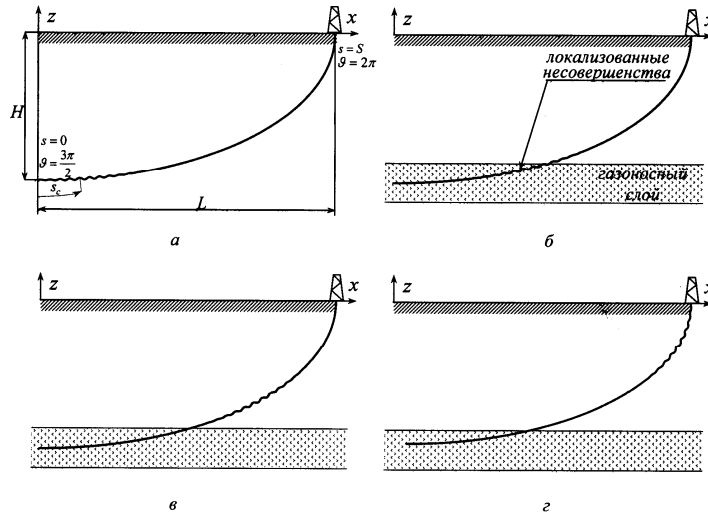 z
x
s = S
ϑ = 2π
H
s = 0
ϑ = 3π/2
s_c
L
а
z
x
локализованные
несовершенства
газоносный
слой
б
z
x
в
z
x
г